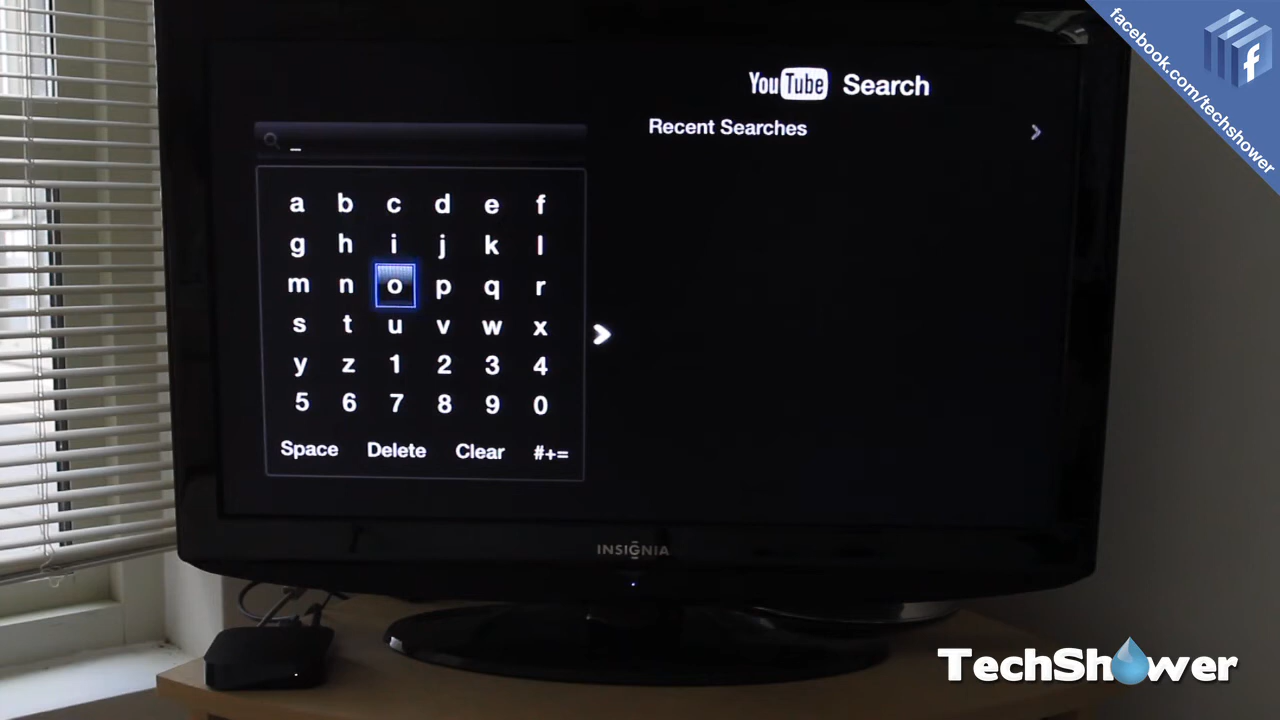 facebook.com/techshower
f
YouTube Search
Recent Searches
_
a b c d e f
g h i j k l
m n o p q r
s t u v w x
y z 1 2 3 4
5 6 7 8 9 0
Space Delete Clear #+=
INSIGNIA
TechShower